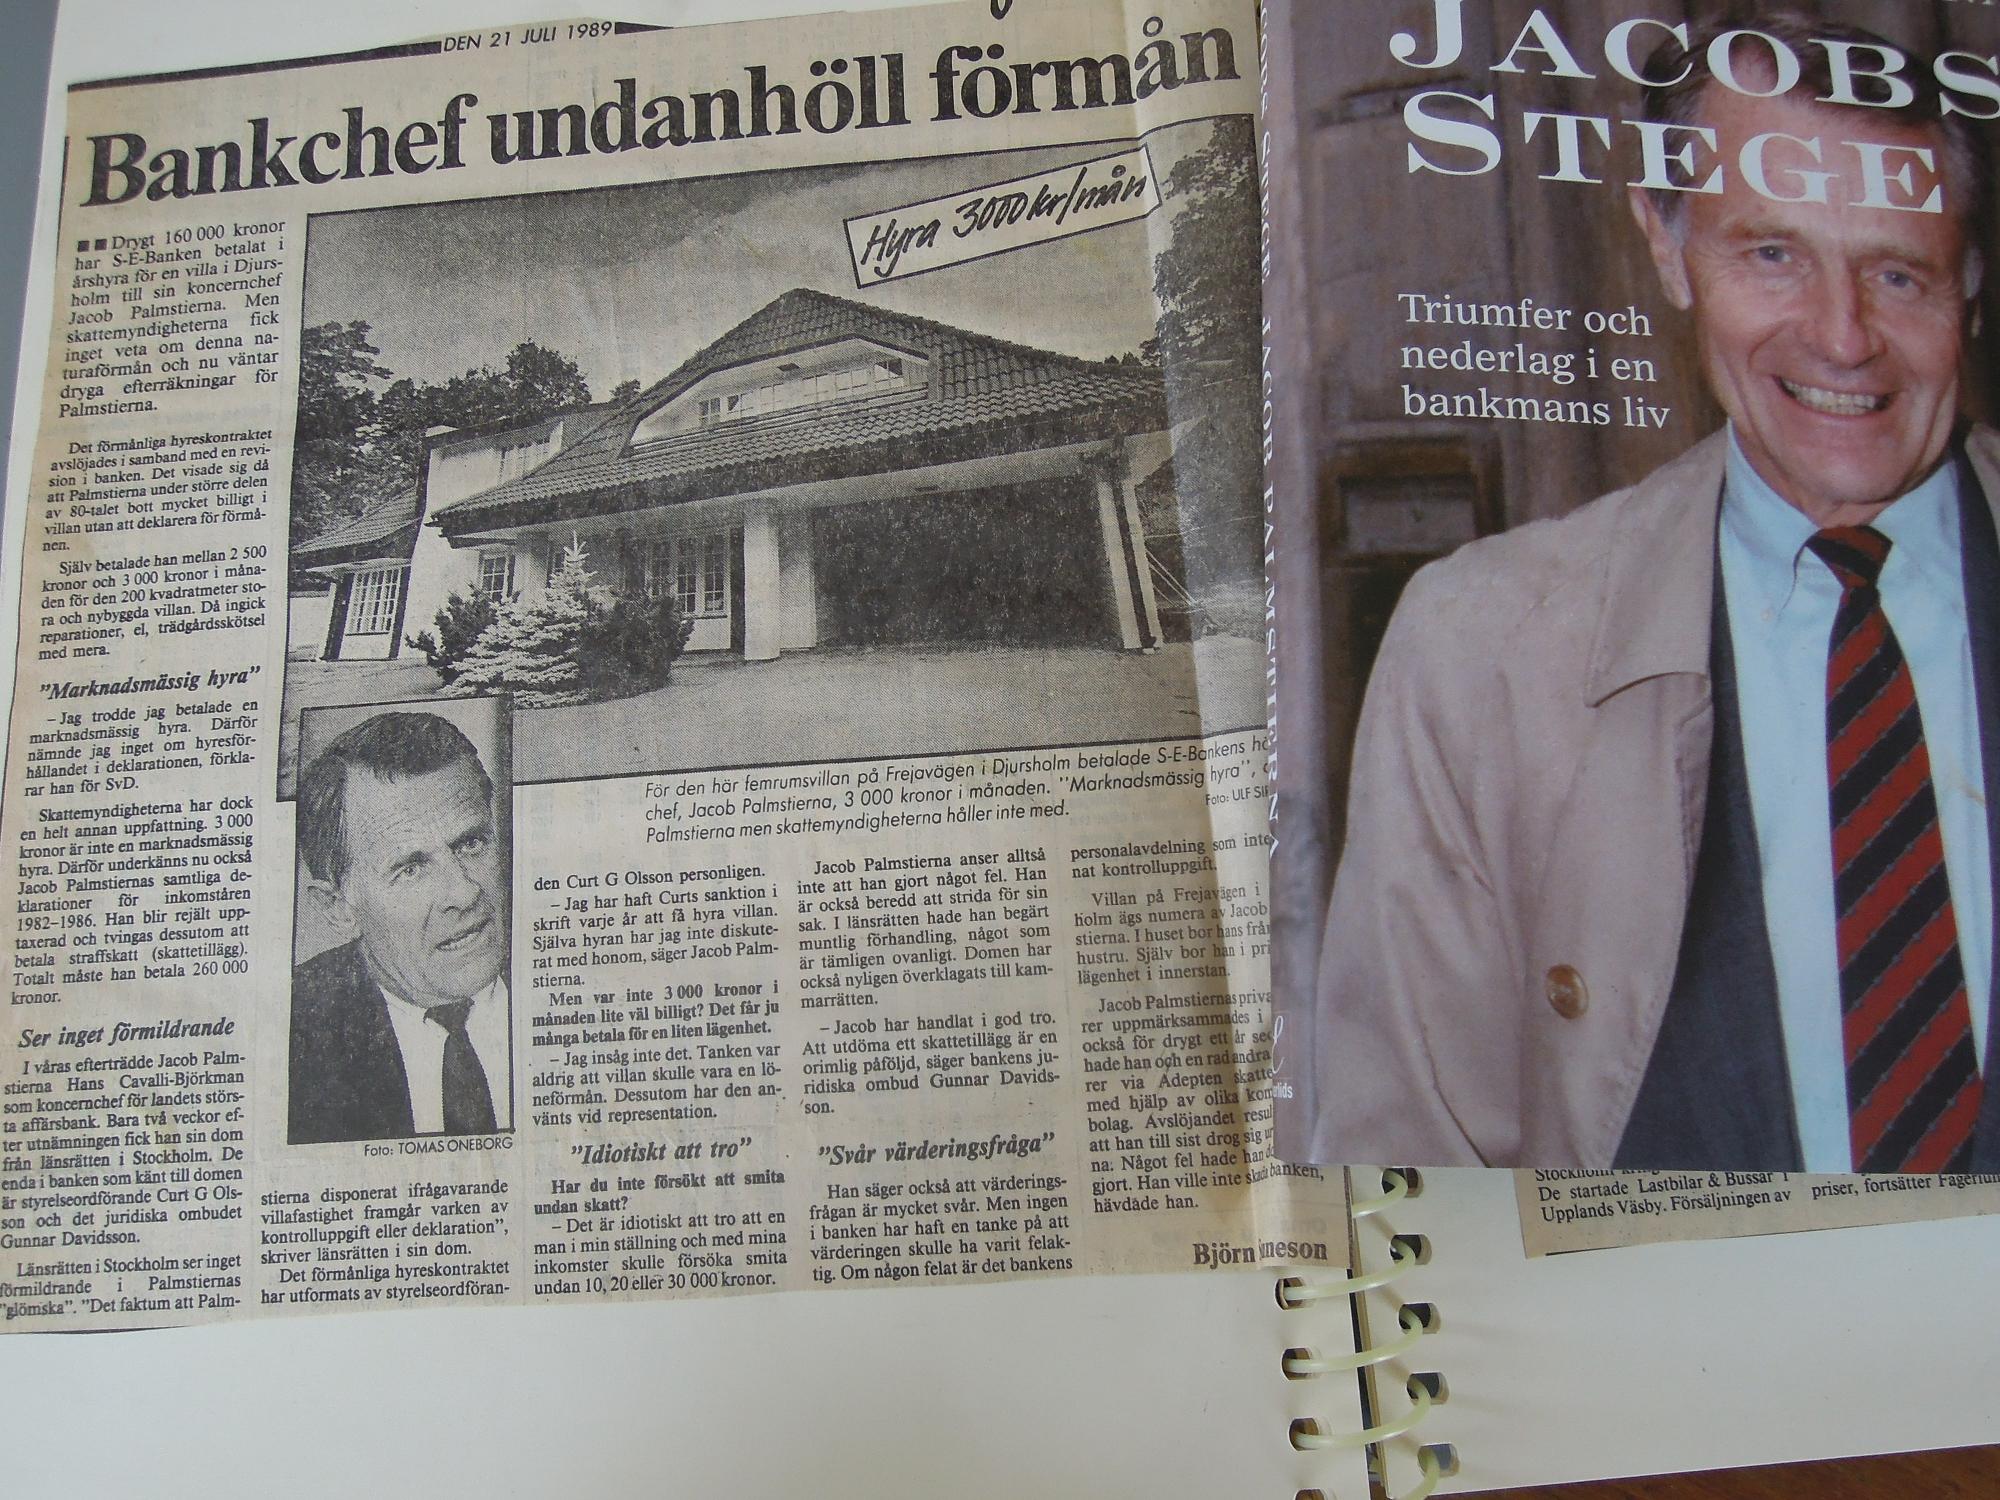 DEN 21 JULI 1989
Bankchef undanhöll förmån
Hyra 3000 kr/mån
Drygt 160 000 kronor
har S-E-Banken betalat i
årshyra för en villa i Djurs-
holm till sin koncernchef
Jacob Palmstierna. Men
skattemyndigheterna fick
inget veta om denna na-
turaförmån och nu väntar
dryga efterräkningar för
Palmstierna.
Det förmånliga hyreskontraktet
avslöjades i samband med en revi-
sion i banken. Det visade sig då
att Palmstierna under större delen
av 80-talet bott mycket billigt i
villan utan att deklarera för förmå-
nen.
Själv betalade han mellan 2 500
kronor och 3 000 kronor i måna-
den för den 200 kvadratmeter sto-
ra och nybyggda villan. Då ingick
reparationer, el, trädgårdsskötsel
med mera.
"Marknadsmässig hyra"
– Jag trodde jag betalade en
marknadsmässig hyra. Därför
nämnde jag inget om hyresför-
hållandet i deklarationen, förkla-
rar han för SvD.
Skattemyndigheterna har dock
en helt annan uppfattning. 3 000
kronor är inte en marknadsmässig
hyra. Därför underkänns nu också
Jacob Palmstiernas samtliga de-
klarationer för inkomståren
1982–1986. Han blir rejält upp-
taxerad och tvingas dessutom att
betala straffskatt (skattetillägg).
Totalt måste han betala 260 000
kronor.
Ser inget förmildrande
I våras efterträdde Jacob Palm-
stierna Hans Cavalli-Björkman
som koncernchef för landets störs-
ta affärsbank. Bara två veckor ef-
ter utnämningen fick han sin dom
från länsrätten i Stockholm. De
enda i banken som känt till domen
är styrelseordförande Curt G Ols-
son och det juridiska ombudet
Gunnar Davidsson.
Länsrätten i Stockholm ser inget
förmildrande i Palmstiernas
"glömska". "Det faktum att Palm-
Foto: TOMAS ONEBORG
stierna disponerat ifrågavarande
villafastighet framgår varken av
kontrolluppgift eller deklaration",
skriver länsrätten i sin dom.
Det förmånliga hyreskontraktet
har utformats av styrelseordföran-
För den här femrumsvillan på Frejavägen i Djursholm betalade S-E-Bankens hö
chef, Jacob Palmstierna, 3 000 kronor i månaden. "Marknadsmässig hyra",
Palmstierna men skattemyndigheterna håller inte med.
Foto: ULF
den Curt G Olsson personligen.
– Jag har haft Curts sanktion i
skrift varje år att få hyra villan.
Själva hyran har jag inte diskute-
rat med honom, säger Jacob Palm-
stierna.
Men var inte 3 000 kronor i
månaden lite väl billigt? Det får ju
många betala för en liten lägenhet.
– Jag insåg inte det. Tanken var
aldrig att villan skulle vara en lö-
neförmån. Dessutom har den an-
vänts vid representation.
"Idiotiskt att tro"
Har du inte försökt att smita
undan skatt?
– Det är idiotiskt att tro att en
man i min ställning och med mina
inkomster skulle försöka smita
undan 10, 20 eller 30 000 kronor.
Jacob Palmstierna anser alltså
inte att han gjort något fel. Han
är också beredd att strida för sin
sak. I länsrätten hade han begärt
muntlig förhandling, något som
är tämligen ovanligt. Domen har
också nyligen överklagats till kam-
marrätten.
– Jacob har handlat i god tro.
Att utdöma ett skattetillägg är en
orimlig påföljd, säger bankens ju-
ridiska ombud Gunnar Davids-
son.
"Svår värderingsfråga"
Han säger också att värderings-
frågan är mycket svår. Men ingen
i banken har haft en tanke på att
värderingen skulle ha varit felak-
tig. Om någon felat är det bankens
personalavdelning som inte
nat kontrolluppgift.
Villan på Frejavägen i
holm ägs numera av Jacob
stierna. I huset bor hans från
hustru. Själv bor han i pri
lägenhet i innerstan.
Jacob Palmstiernas priva
rer uppmärksammades i
också för drygt ett år se
hade han och en rad andra
rer via Adepten skatte
med hjälp av olika kom
bolag. Avslöjandet resul
att han till sist drog sig ur
na. Något fel hade han
gjort. Han ville inte skada banken,
hävdade han.
Björn
JACOBS
STEGE
Triumfer och
nederlag i en
bankmans liv
JACOBS STEGE JACOB PALMSTIERNA
Stockholm
De startade Lastbilar & Bussar i
Upplands Väsby. Försäljningen av
priser, fortsätter Fagerlun